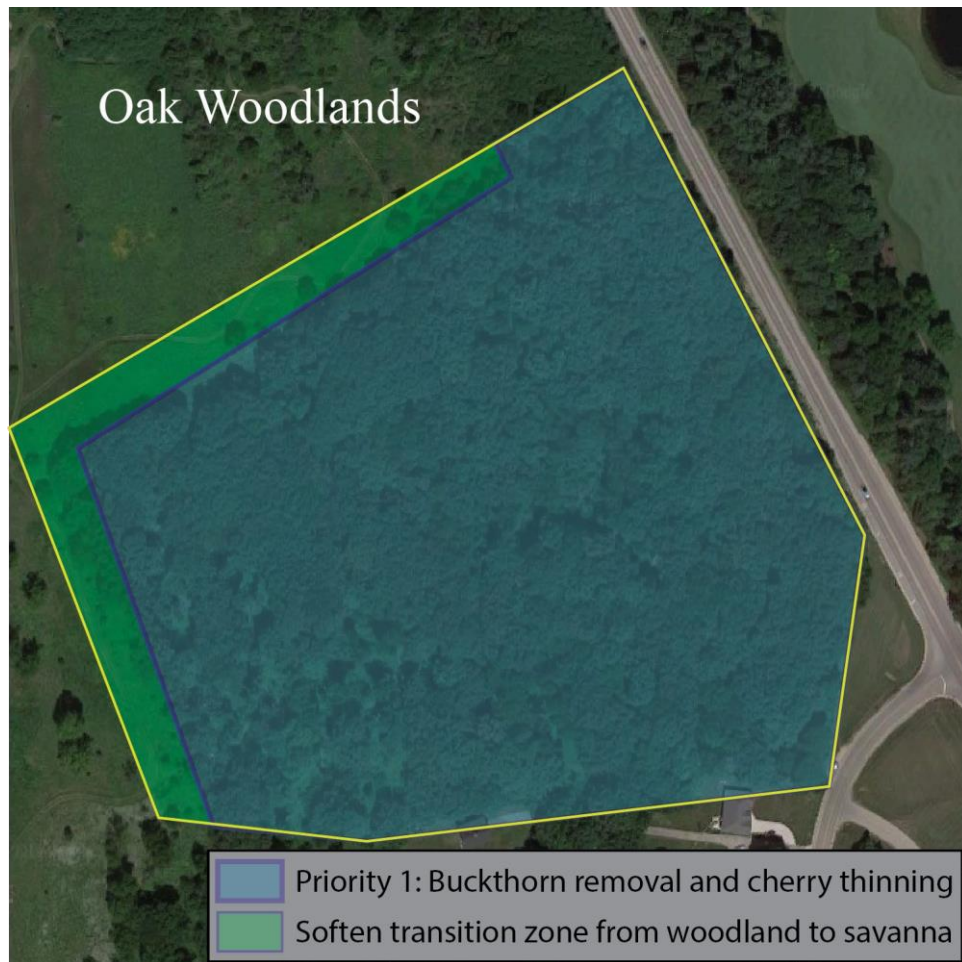 Oak Woodlands
Priority 1: Buckthorn removal and cherry thinning
Soften transition zone from woodland to savanna